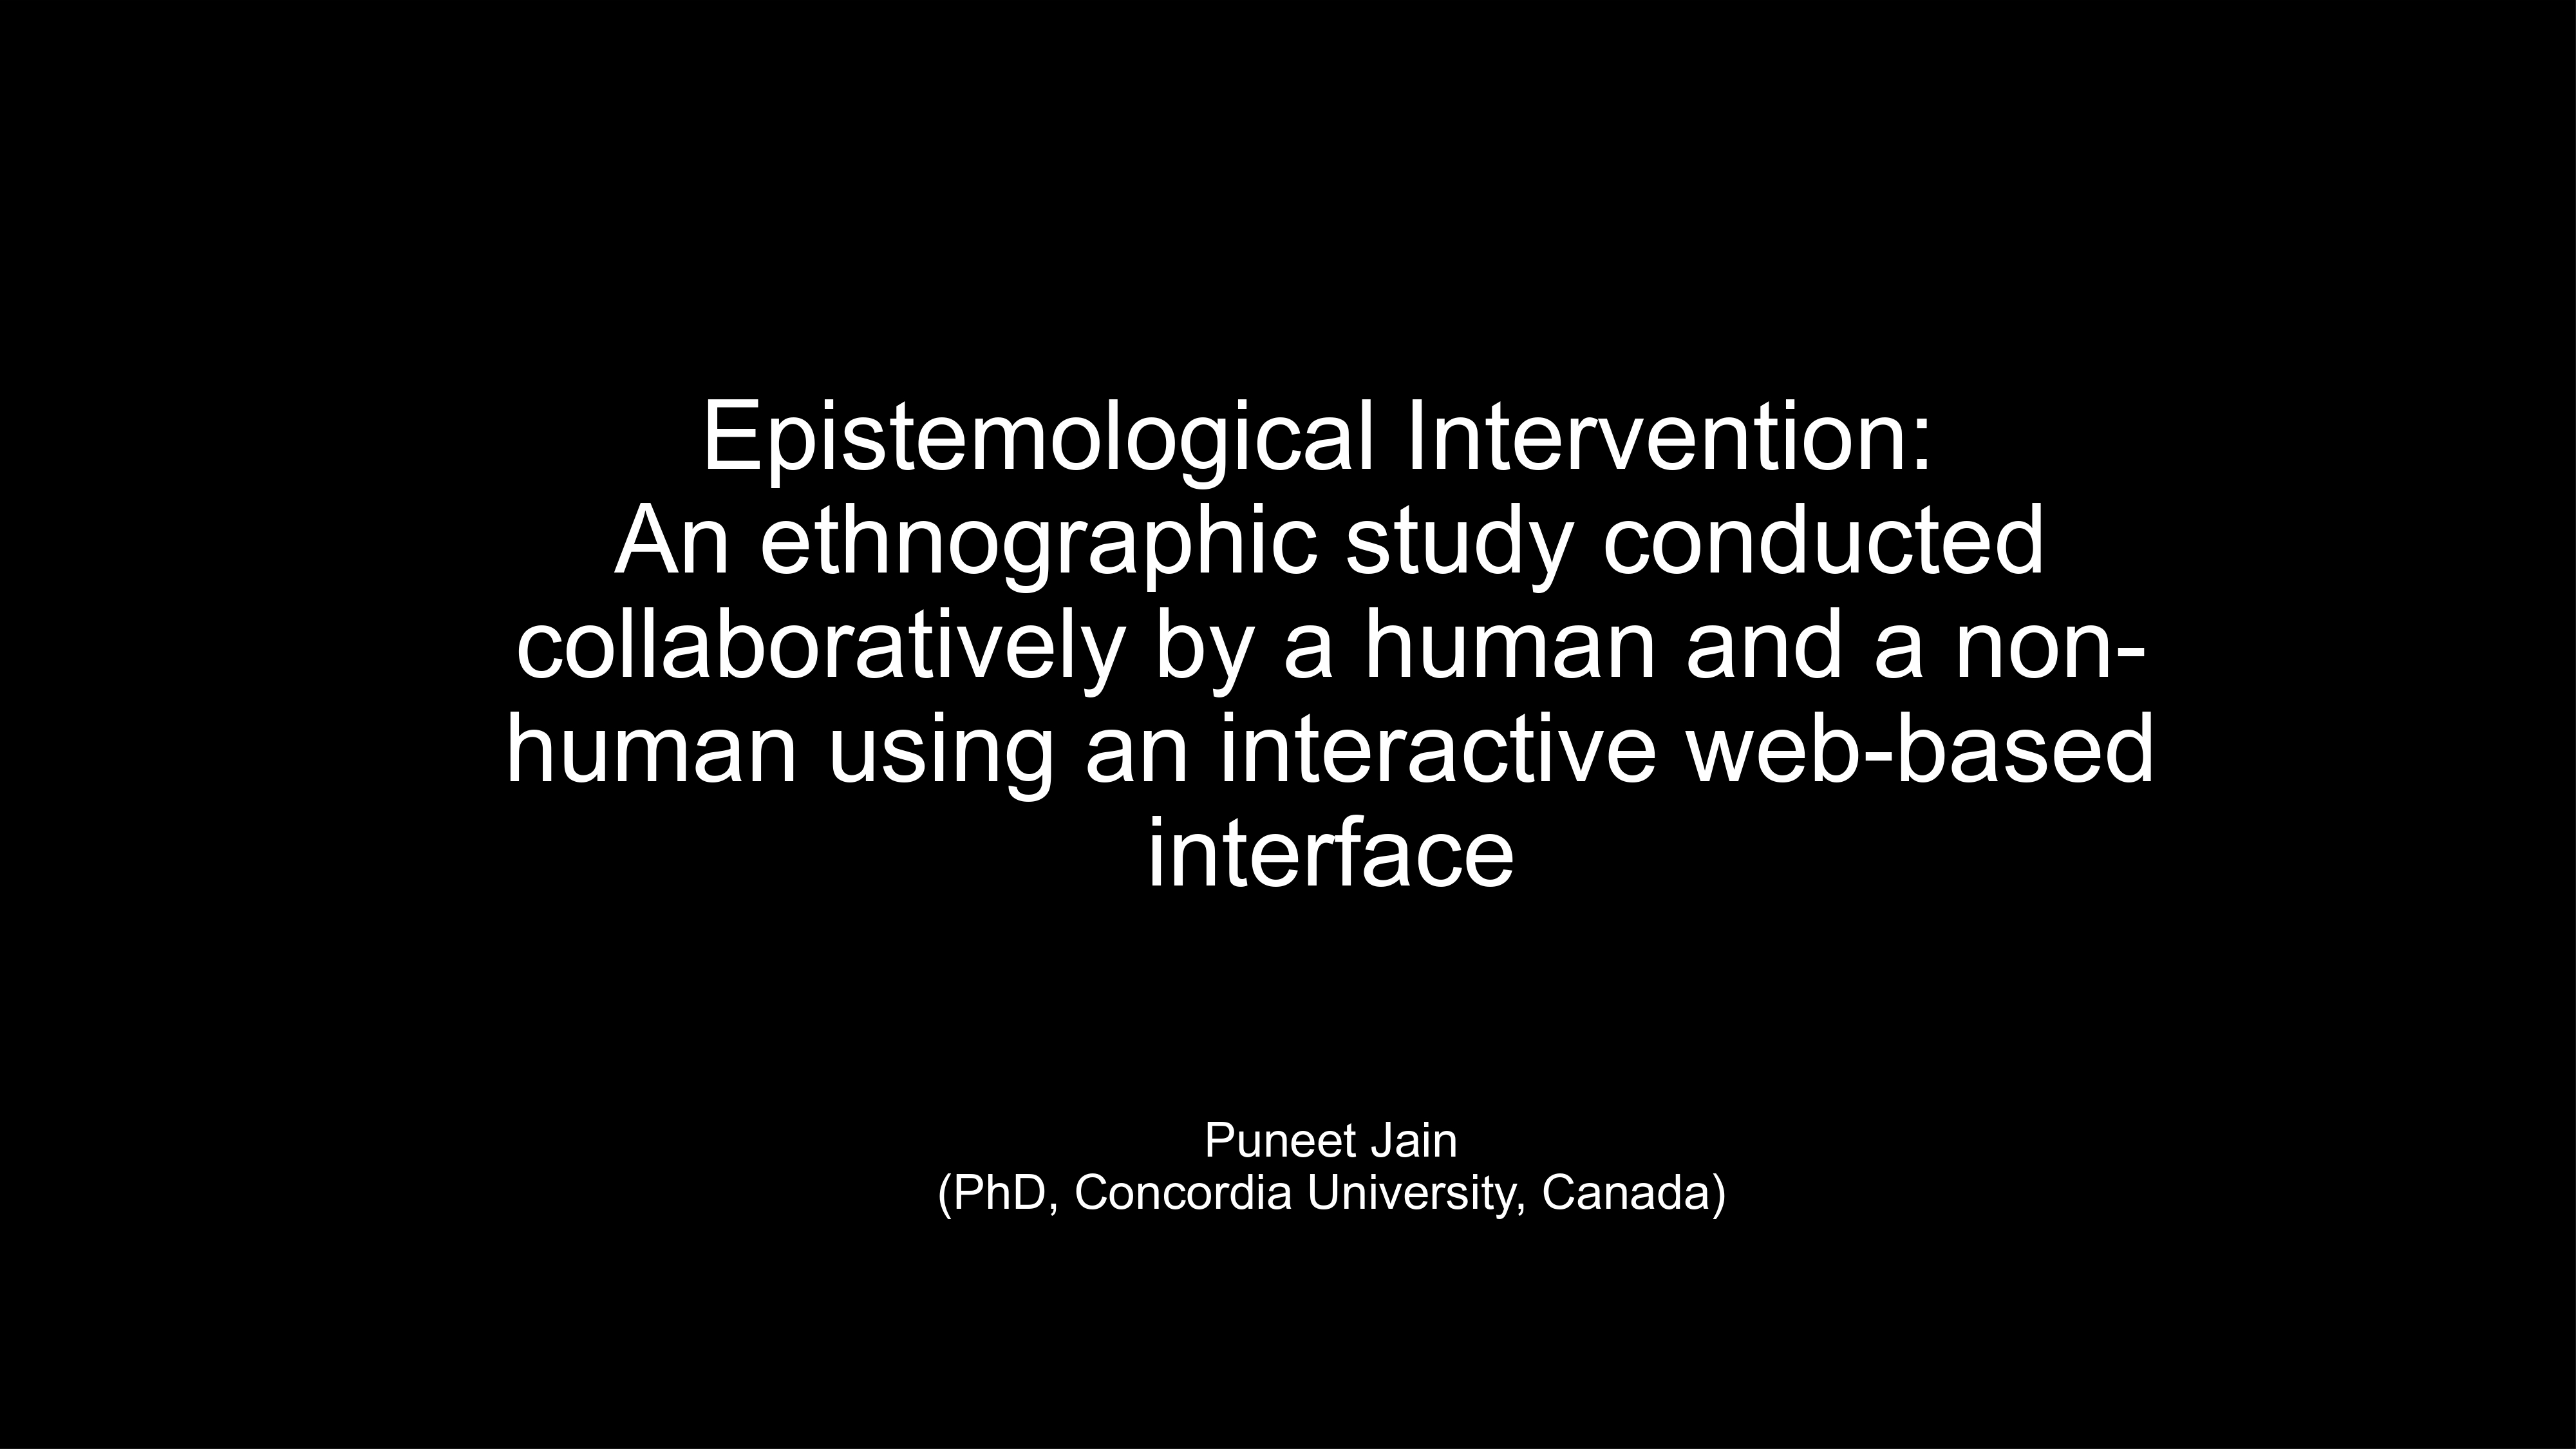 Epistemological Intervention:
An ethnographic study conducted
collaboratively by a human and a non-
human using an interactive web-based
interface
Puneet Jain
(PhD, Concordia University, Canada)